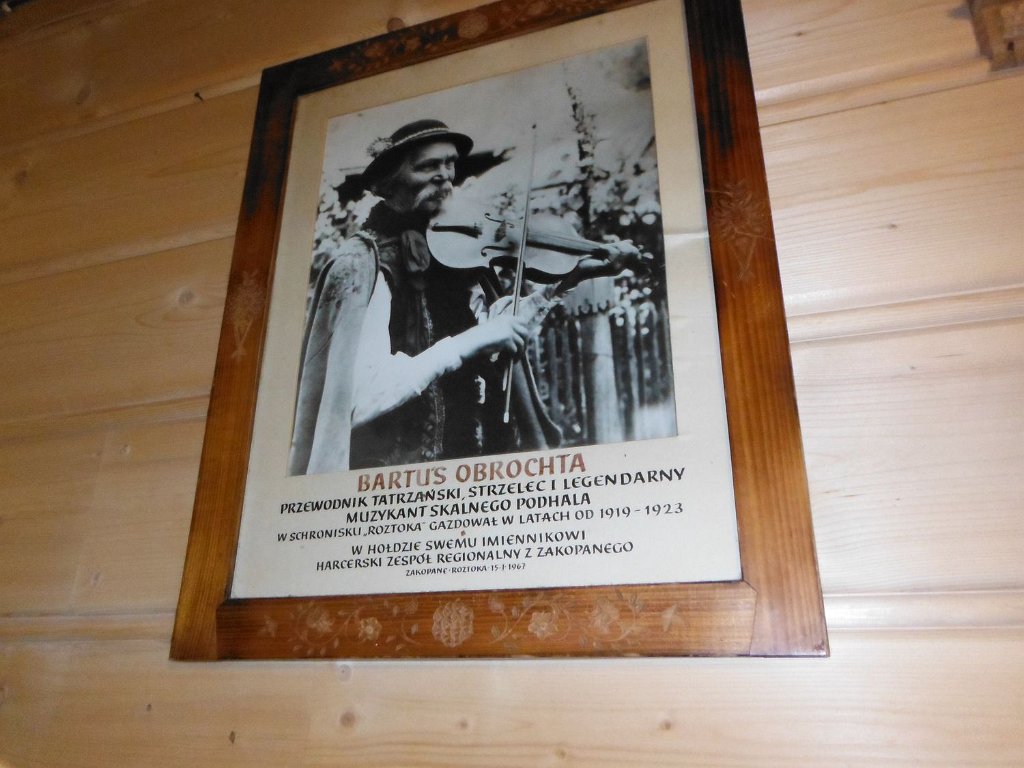 BARTUŚ OBROCHTA
PRZEWODNIK TATRZAŃSKI, STRZELEC I LEGENDARNY
MUZYKANT SKALNEGO PODHALA
W SCHRONISKU „ROZTOKA" GAZDOWAŁ W LATACH OD 1919 - 1923
W HOŁDZIE SWEMU IMIENNIKOWI
HARCERSKI ZESPÓŁ REGIONALNY Z ZAKOPANEGO
ZAKOPANE - ROZTOKA - 15-I-1967